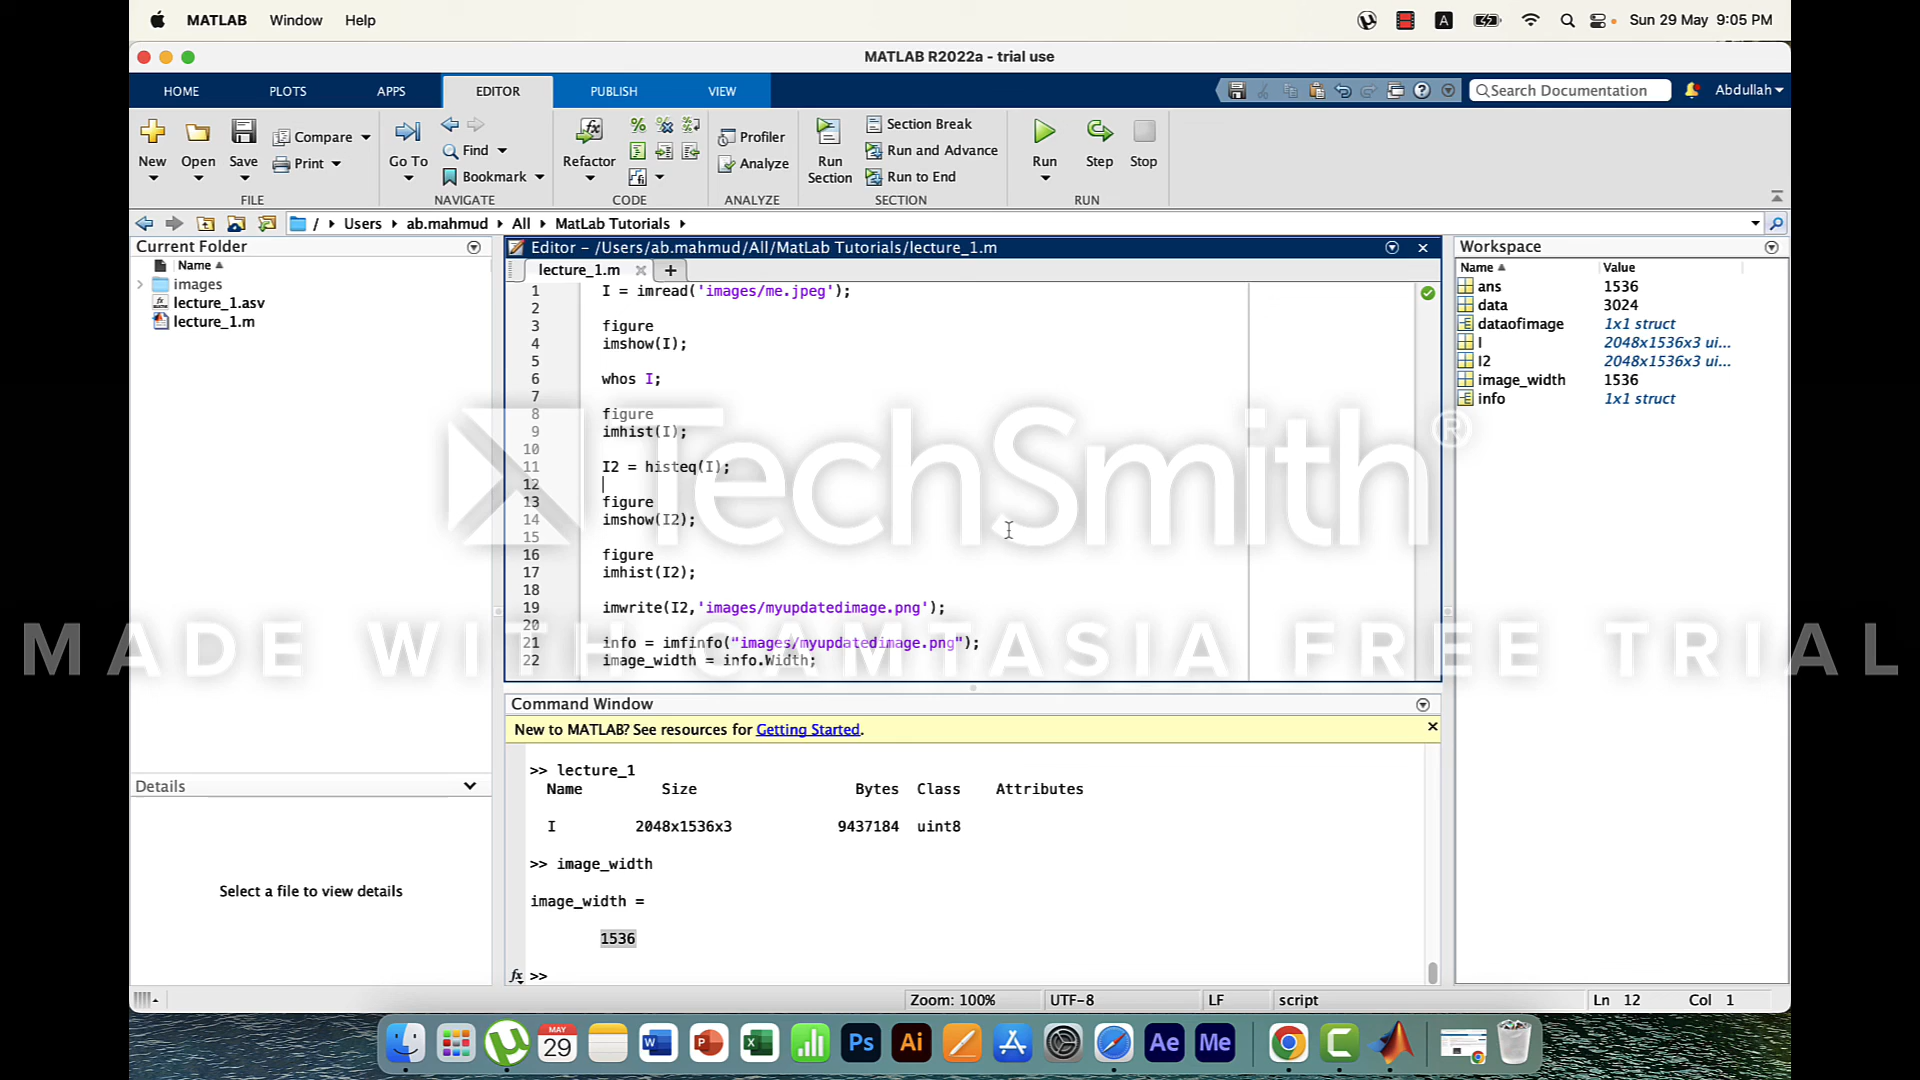 MATLAB Window Help
A Sun 29 May 9:05 PM
MATLAB R2022a - trial use
HOME PLOTS APPS EDITOR PUBLISH VIEW
Search Documentation
Abdullah
New Open Save
Compare
Print
FILE
Go To
Find
Bookmark
NAVIGATE
Refactor
CODE
Profiler
Analyze
ANALYZE
Run Section
Section Break
Run and Advance
Run to End
SECTION
Run Step Stop
RUN
/ Users ab.mahmud All MatLab Tutorials
Current Folder
Name
images
lecture_1.asv
lecture_1.m
Details
Select a file to view details
Editor - /Users/ab.mahmud/All/MatLab Tutorials/lecture_1.m
lecture_1.m
1 I = imread('images/me.jpeg');
2
3 figure
4 imshow(I);
5
6 whos I;
7
8 figure
9 imhist(I);
10
11 I2 = histeq(I);
12
13 figure
14 imshow(I2);
15
16 figure
17 imhist(I2);
18
19 imwrite(I2,'images/myupdatedimage.png');
20
21 info = imfinfo("images/myupdatedimage.png");
22 image_width = info.Width;
TechSmith®
MADE WITH CAMTASIA FREE TRIAL
Command Window
New to MATLAB? See resources for Getting Started.
>> lecture_1
Name Size Bytes Class Attributes
I 2048x1536x3 9437184 uint8
>> image_width
image_width =
1536
fx >>
Workspace
Name Value
ans 1536
data 3024
dataofimage 1x1 struct
I 2048x1536x3 ui...
I2 2048x1536x3 ui...
image_width 1536
info 1x1 struct
Zoom: 100% UTF-8 LF script Ln 12 Col 1
MAY
29
Ps
Ai
Ae
Me